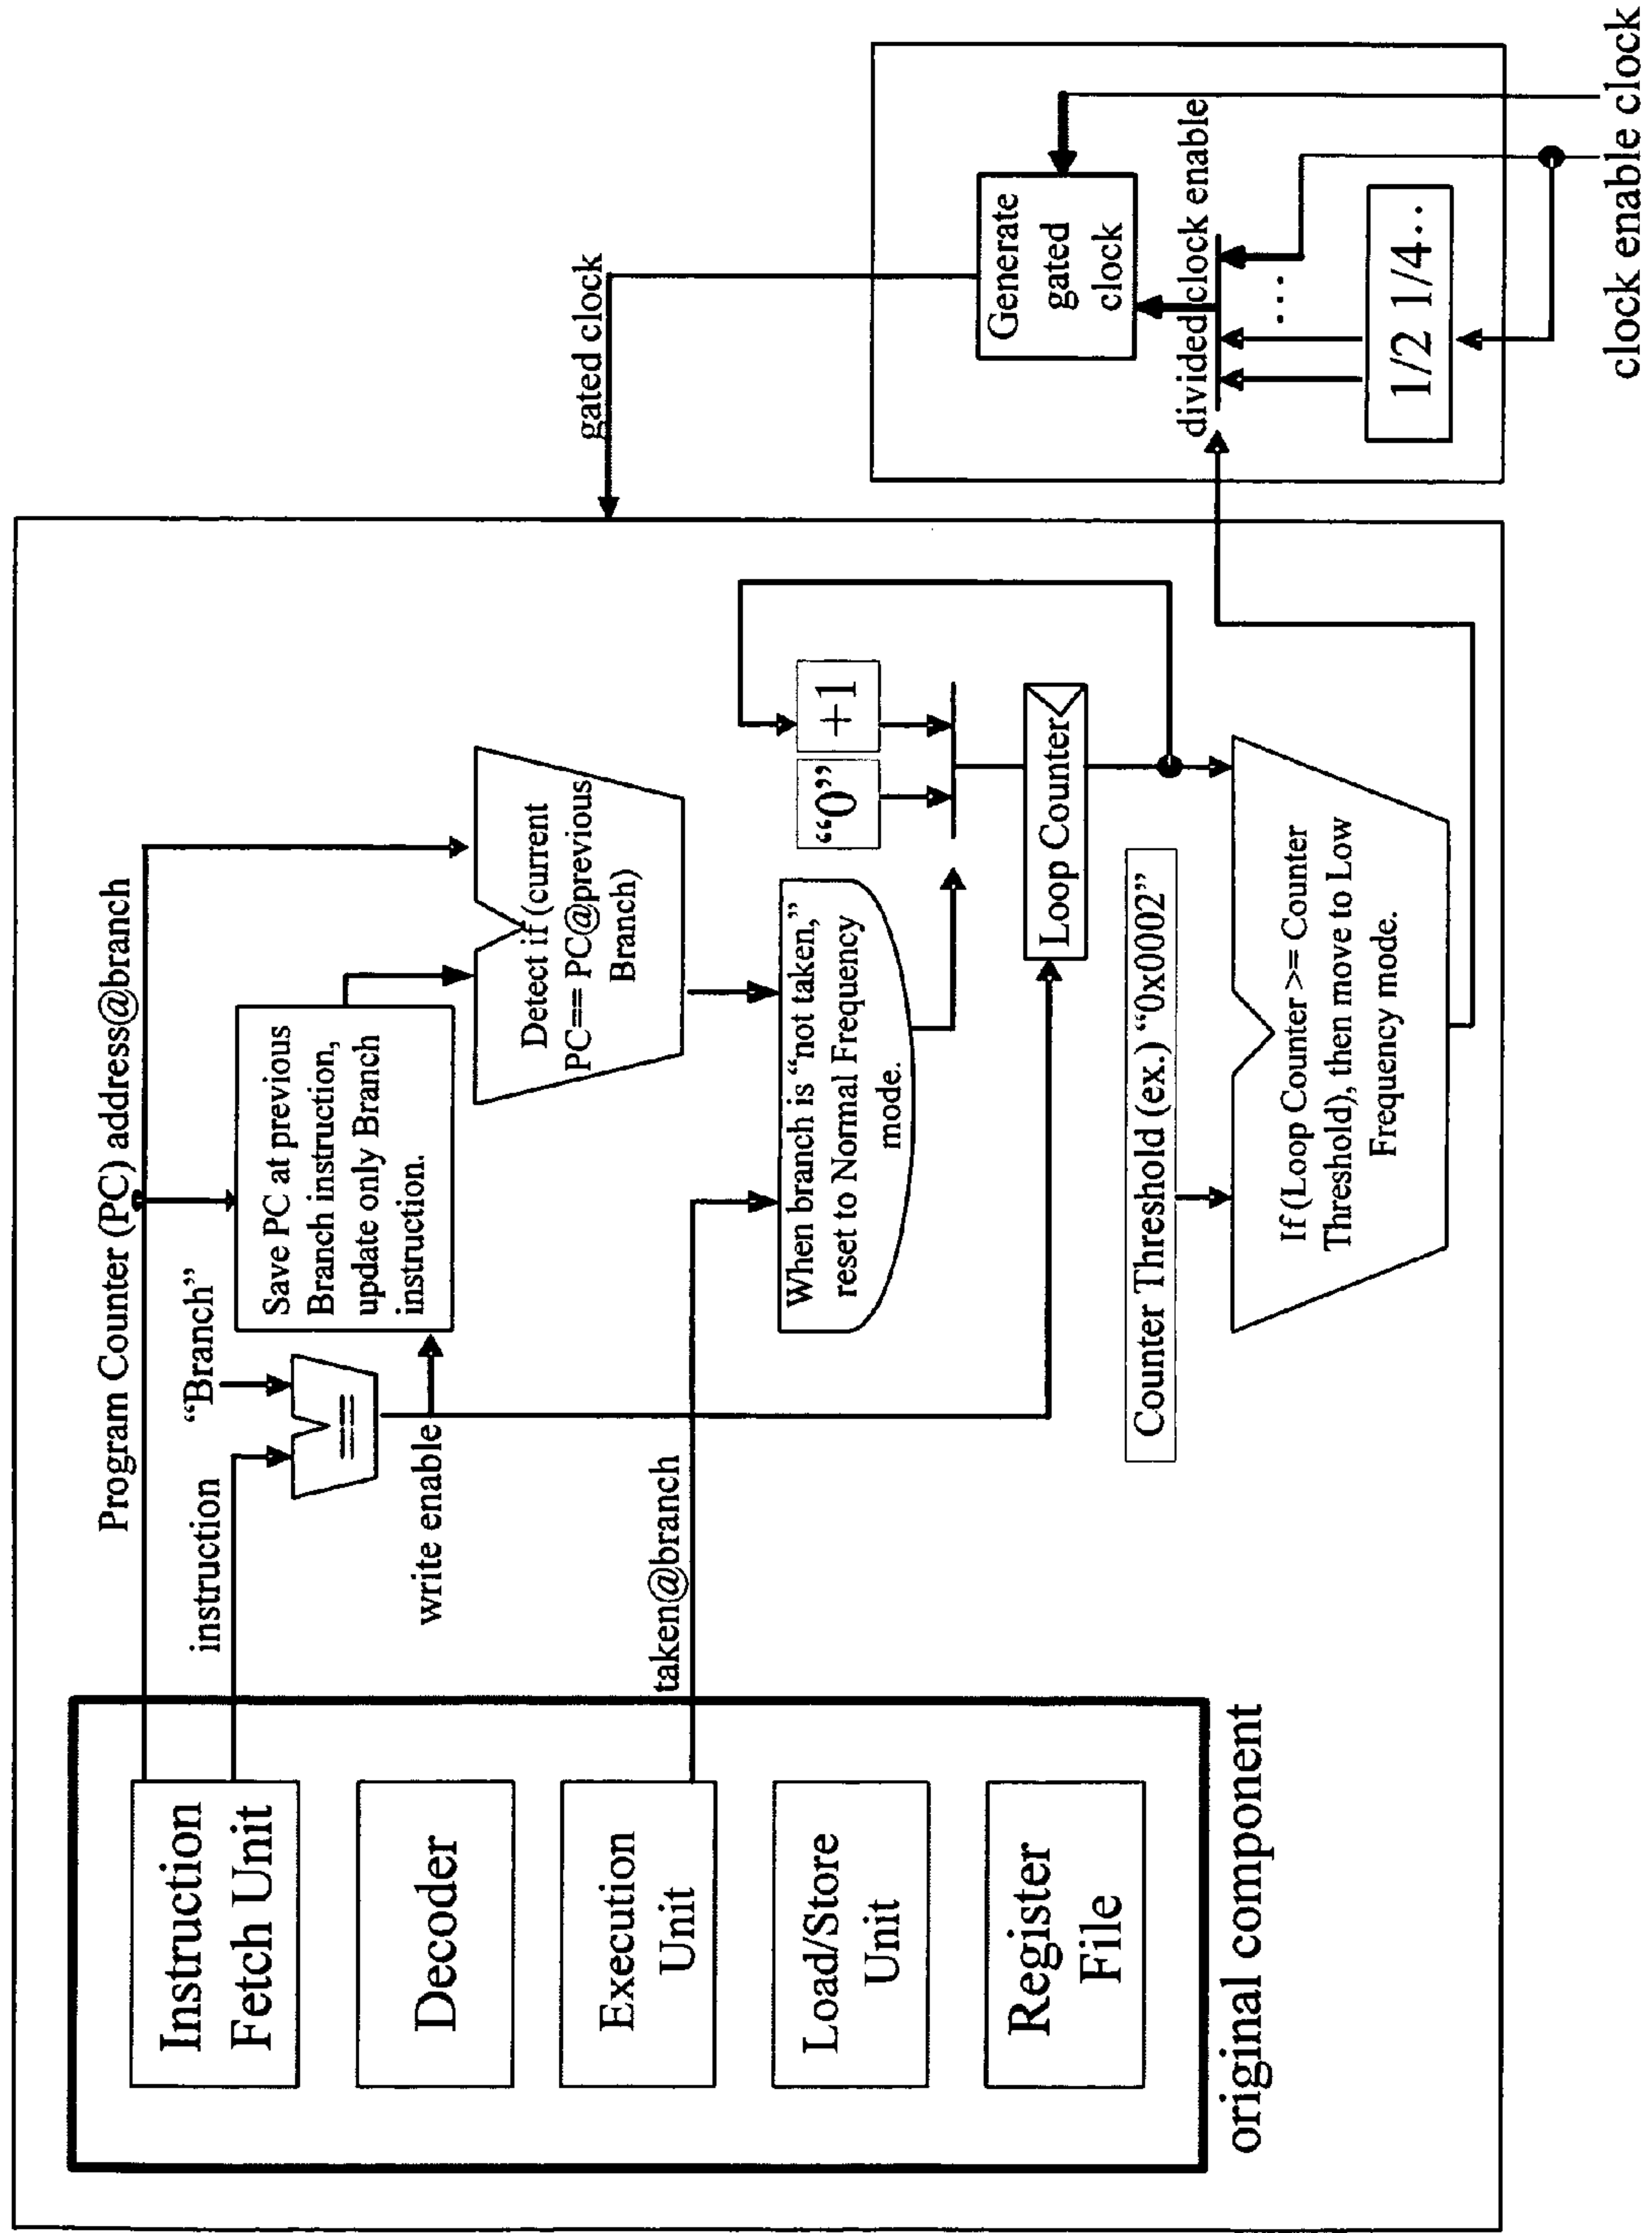 Instruction
Fetch Unit
Decoder
Execution
Unit
Load/Store
Unit
Register
File
original component
Program Counter (PC) address@branch
instruction
“Branch”
==
write enable
Save PC at previous
Branch instruction,
update only Branch
instruction.
Detect if (current
PC== PC@previous
Branch)
taken@branch
When branch is “not taken,”
reset to Normal Frequency
mode.
“0”
+1
Loop Counter
Counter Threshold (ex.) “0x0002”
If (Loop Counter >= Counter
Threshold), then move to Low
Frequency mode.
gated clock
Generate
gated
clock
divided clock enable
...
1/2 1/4...
clock enable clock